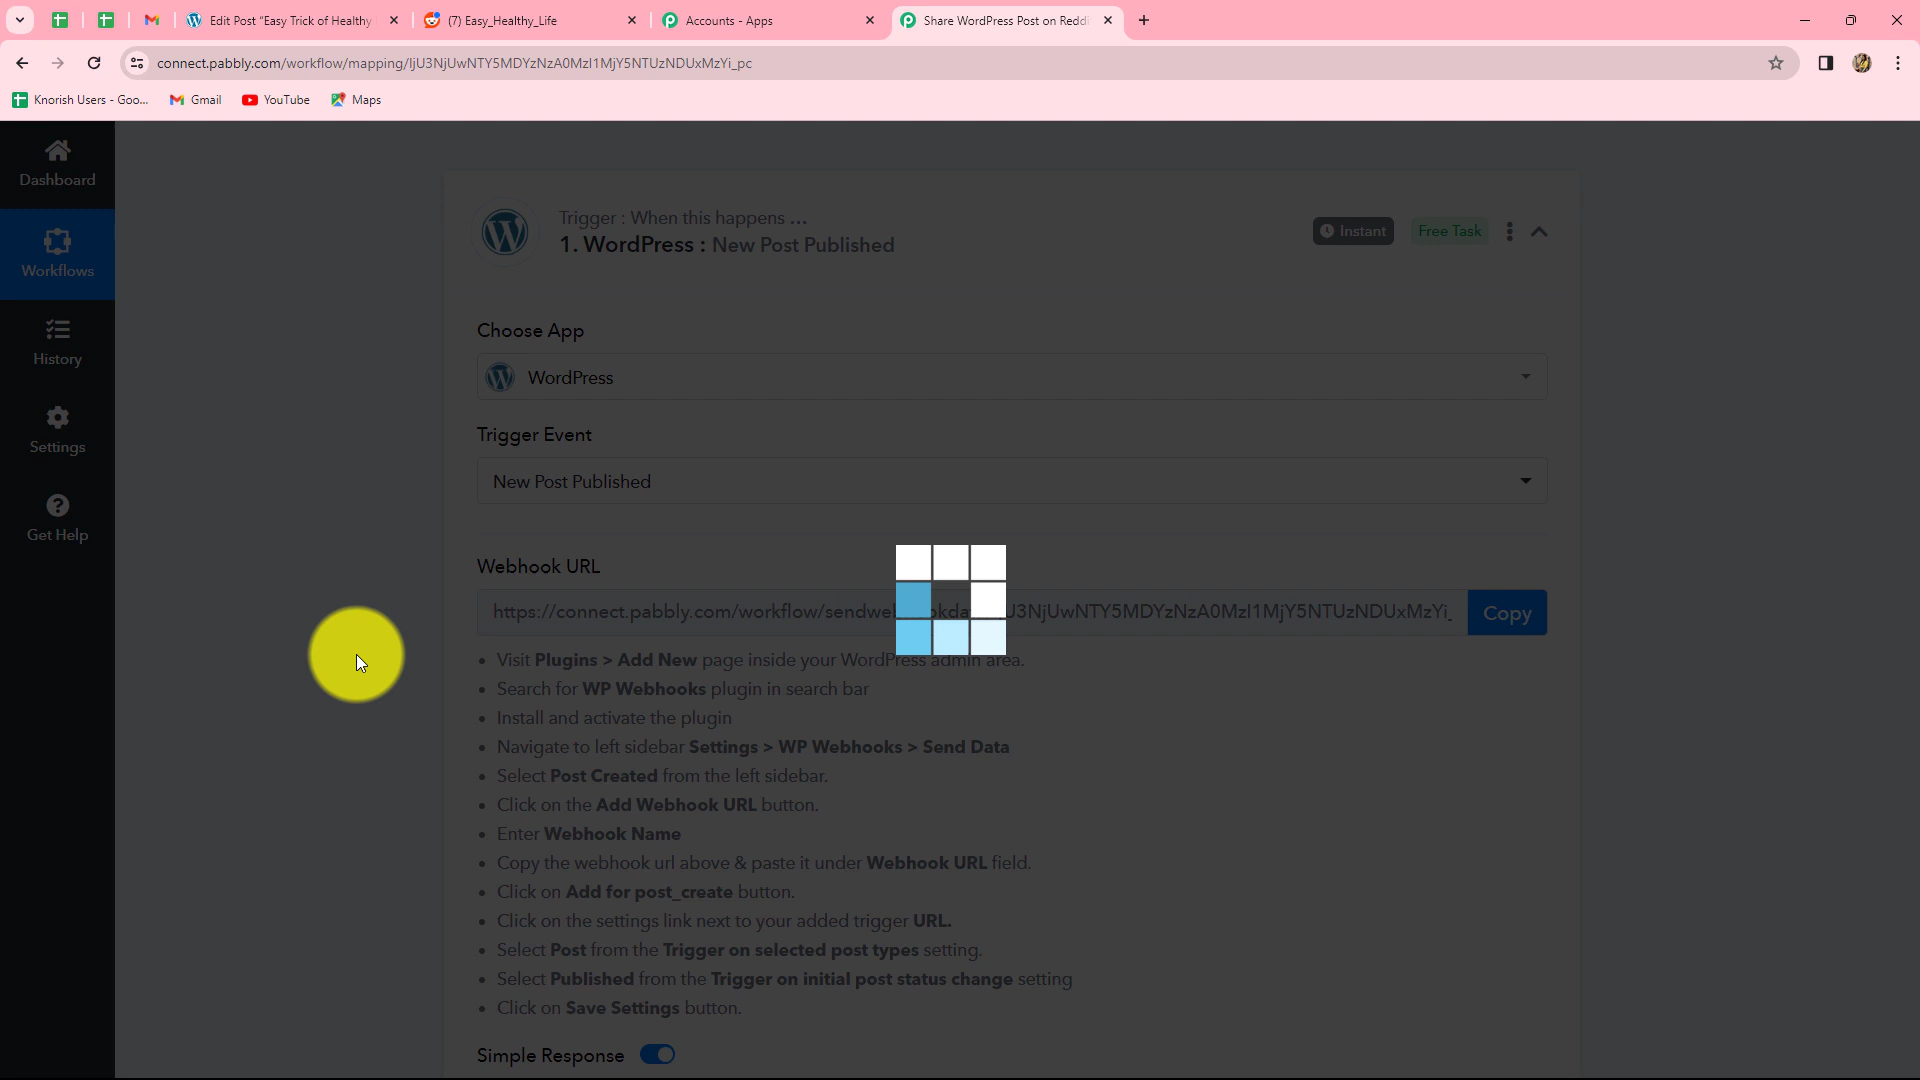 Edit Post "Easy Trick of Healthy
(7) Easy_Healthy_Life
Accounts - Apps
Share WordPress Post on Reddi
connect.pabbly.com/workflow/mapping/IjU3NjUwNTY5MDYzNzA0MzI1MjY5NTUzNDUxMzYi_pc
Knorish Users - Goo...
Gmail
YouTube
Maps
Dashboard
Workflows
History
Settings
Get Help
Trigger : When this happens ...
1. WordPress : New Post Published
Instant
Free Task
Choose App
WordPress
Trigger Event
New Post Published
Webhook URL
Copy
• Visit Plugins > Add New page inside your WordPress admin area.
• Search for WP Webhooks plugin in search bar
• Install and activate the plugin
• Navigate to left sidebar Settings > WP Webhooks > Send Data
• Select Post Created from the left sidebar.
• Click on the Add Webhook URL button.
• Enter Webhook Name
• Copy the webhook url above & paste it under Webhook URL field.
• Click on Add for post_create button.
• Click on the settings link next to your added trigger URL.
• Select Post from the Trigger on selected post types setting.
• Select Published from the Trigger on initial post status change setting
• Click on Save Settings button.
Simple Response